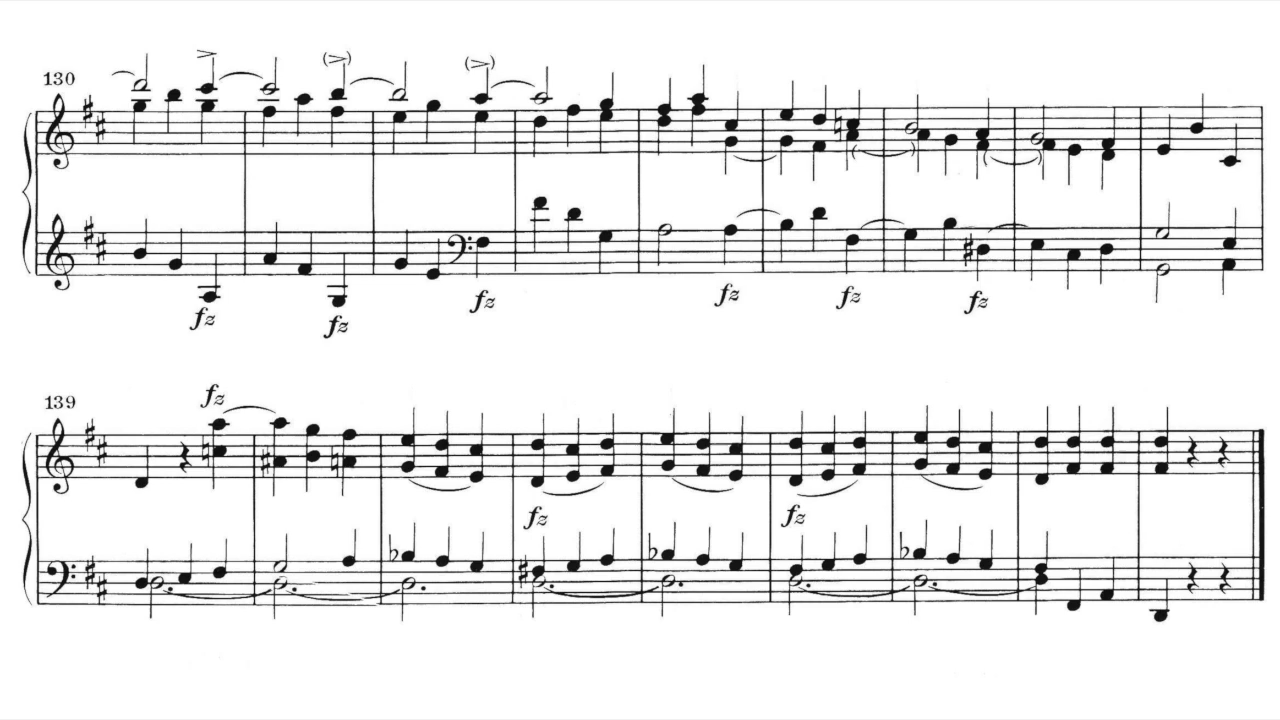 130
(>) (>)
fz fz fz fz fz fz
139
fz
fz fz